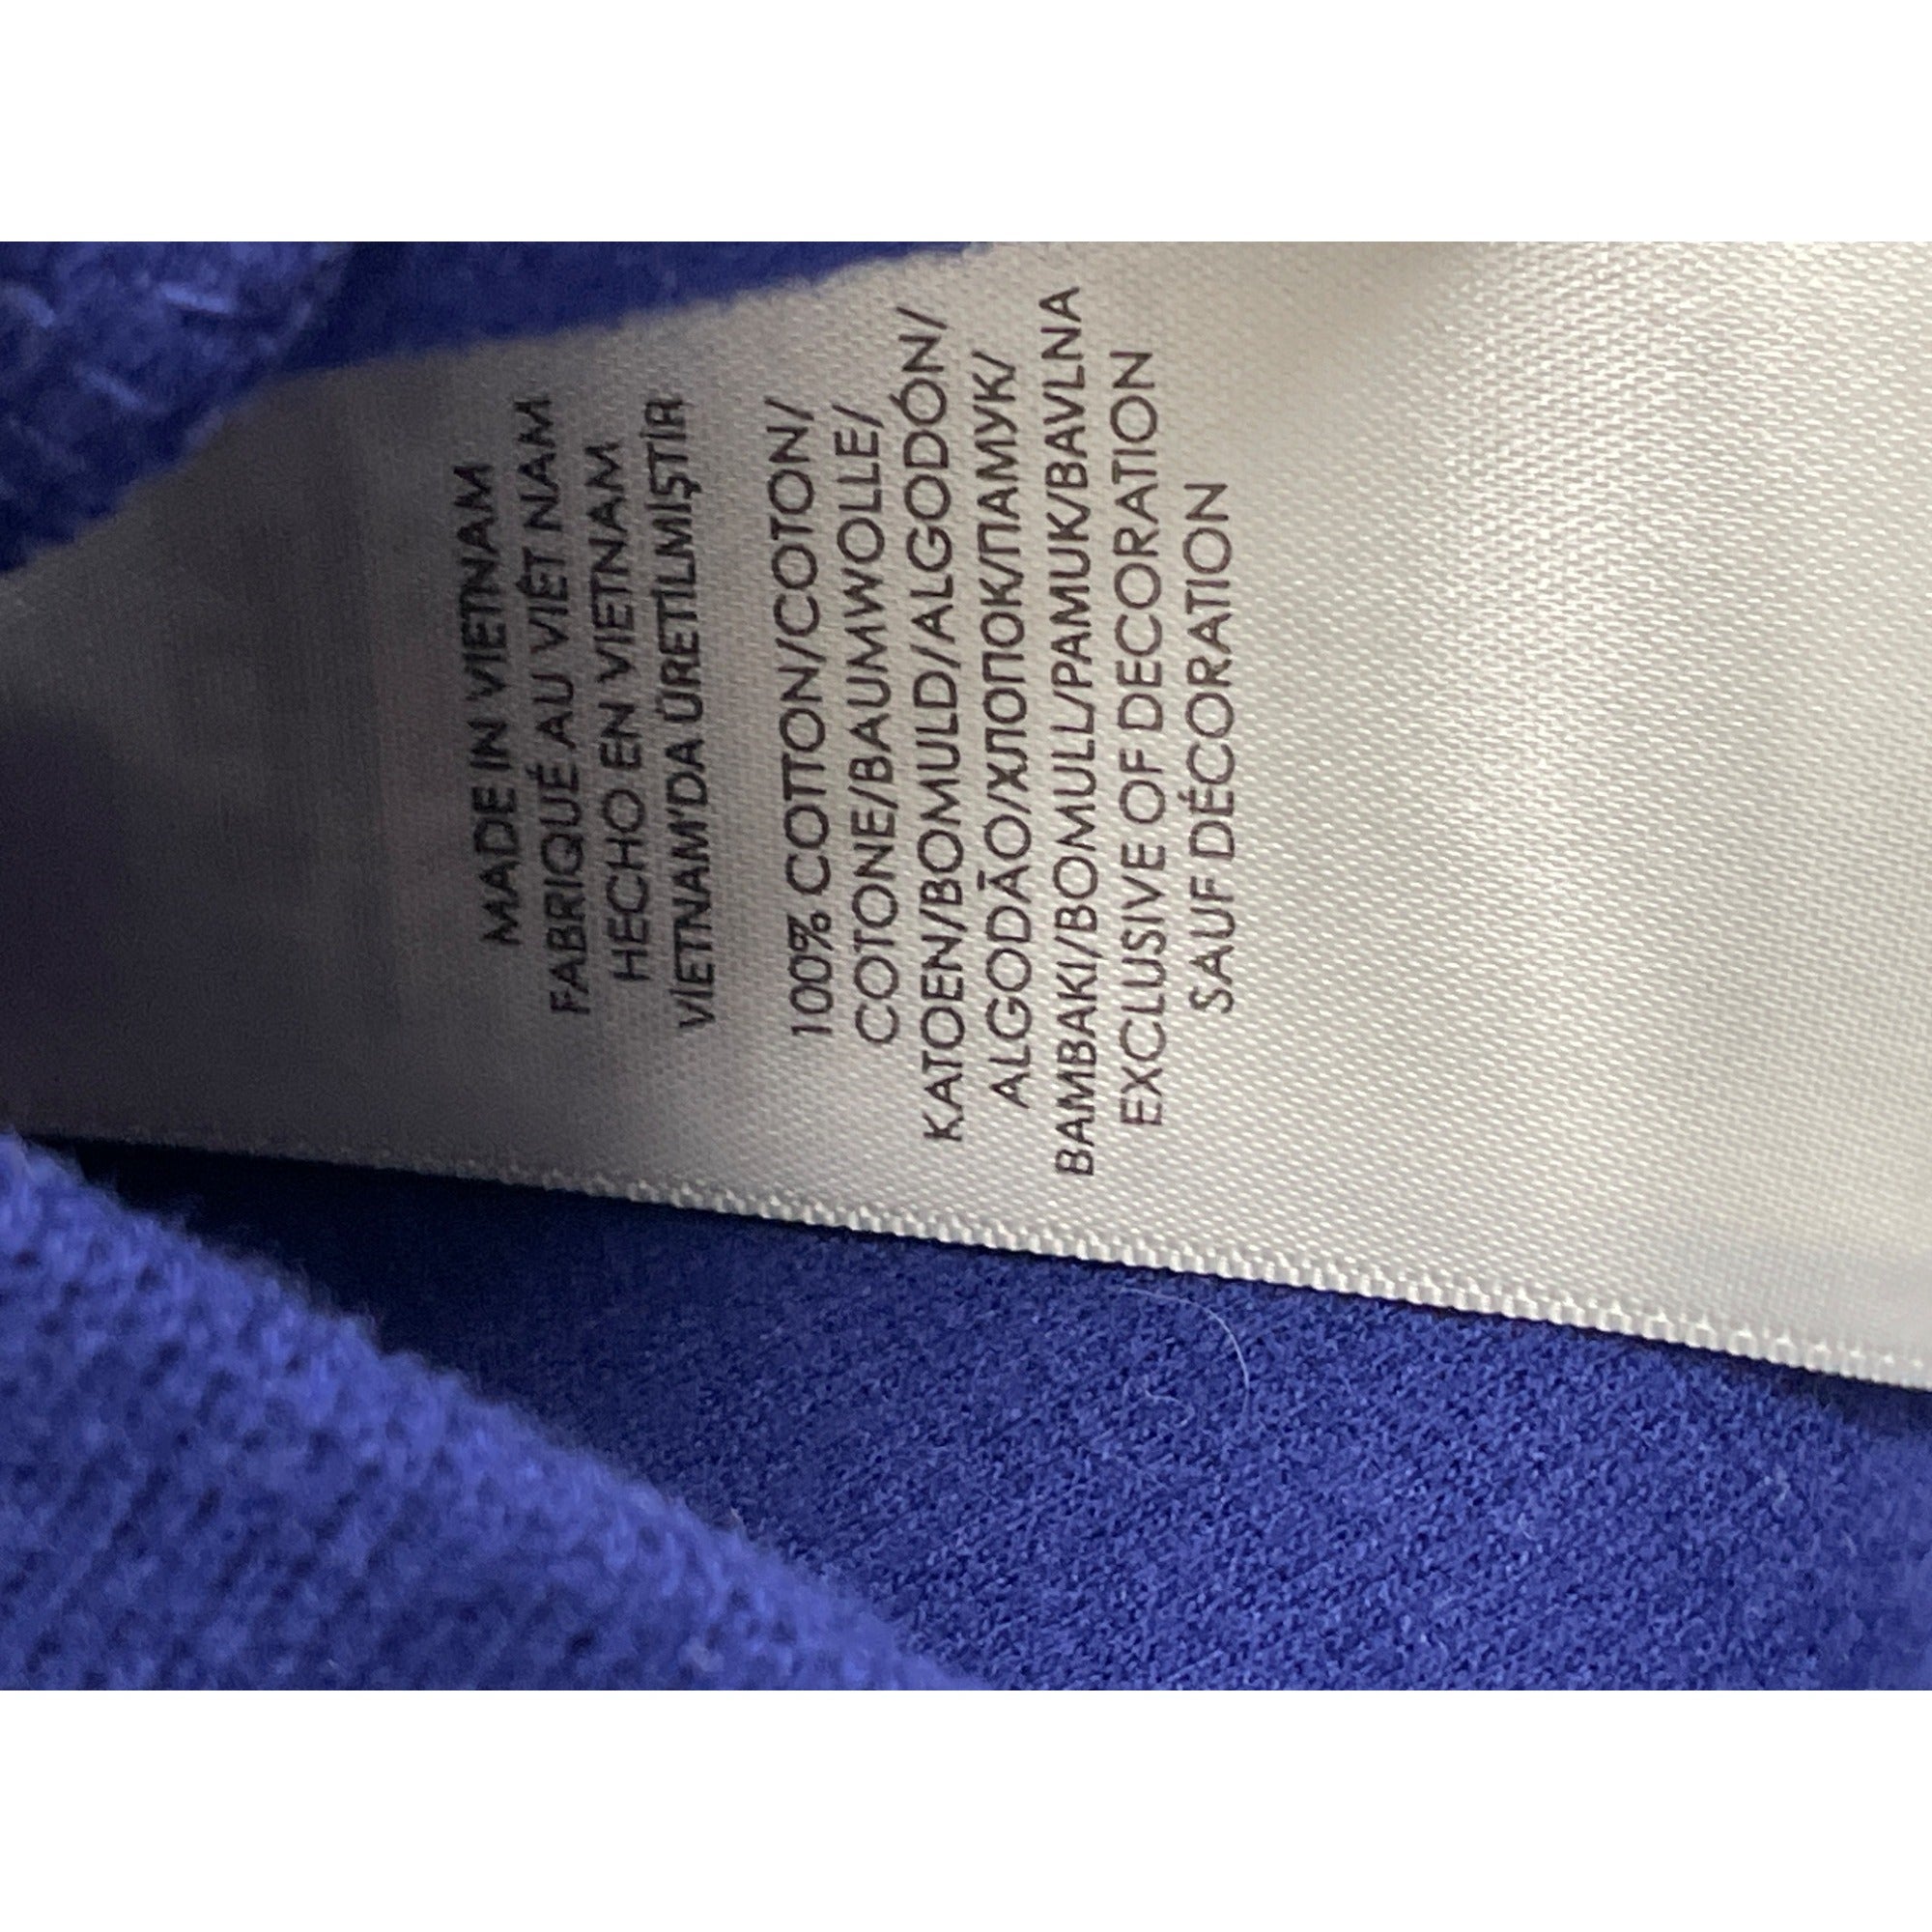 MADE IN VIETNAM
FABRIQUÉ AU VIÊT NAM
HECHO EN VIETNAM
VİETNAM'DA ÜRETİLMİŞTİR
100% COTTON/COTON/
COTONE/BAUMWOLLE/
KATOEN/BOMULD/ALGODÓN/
ALGODÃO/ХЛОПОК/ПАМУК/
BAMBAKI/BOMULL/PAMUK/BAVLNA
EXCLUSIVE OF DECORATION
SAUF DÉCORATION